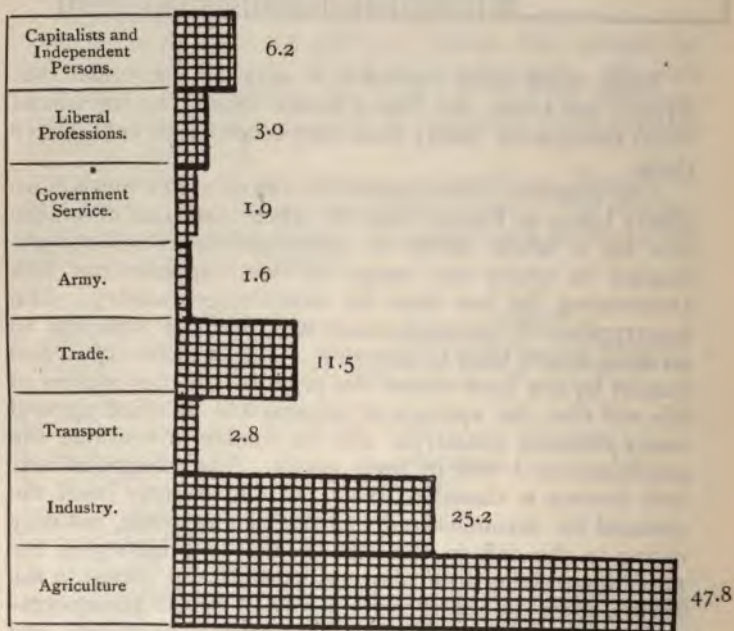 Capitalists and
Independent
Persons.
6.2
Liberal
Professions.
3.0
Government
Service.
1.9
Army.
1.6
Trade.
11.5
Transport.
2.8
Industry.
25.2
Agriculture
47.8